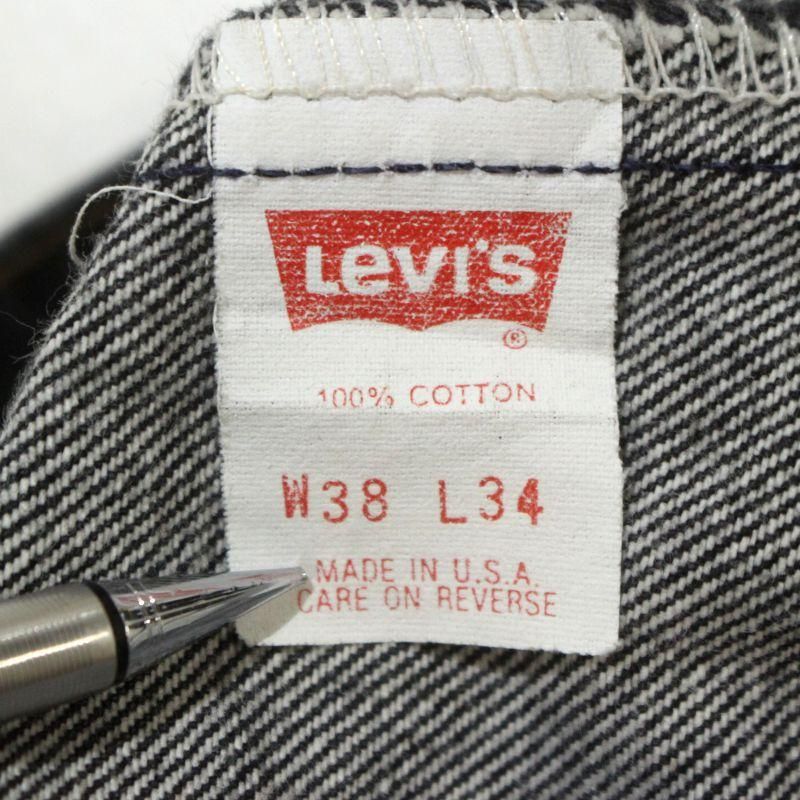 Levi's
®
100% COTTON
W38 L34
MADE IN U.S.A.
CARE ON REVERSE